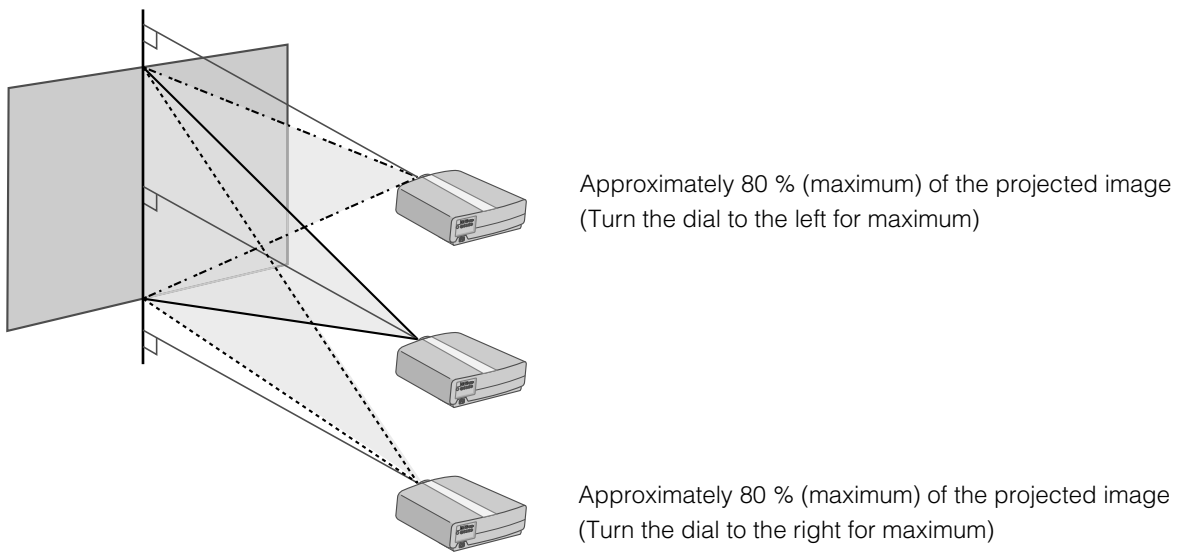 Approximately 80 % (maximum) of the projected image
(Turn the dial to the left for maximum)
Approximately 80 % (maximum) of the projected image
(Turn the dial to the right for maximum)